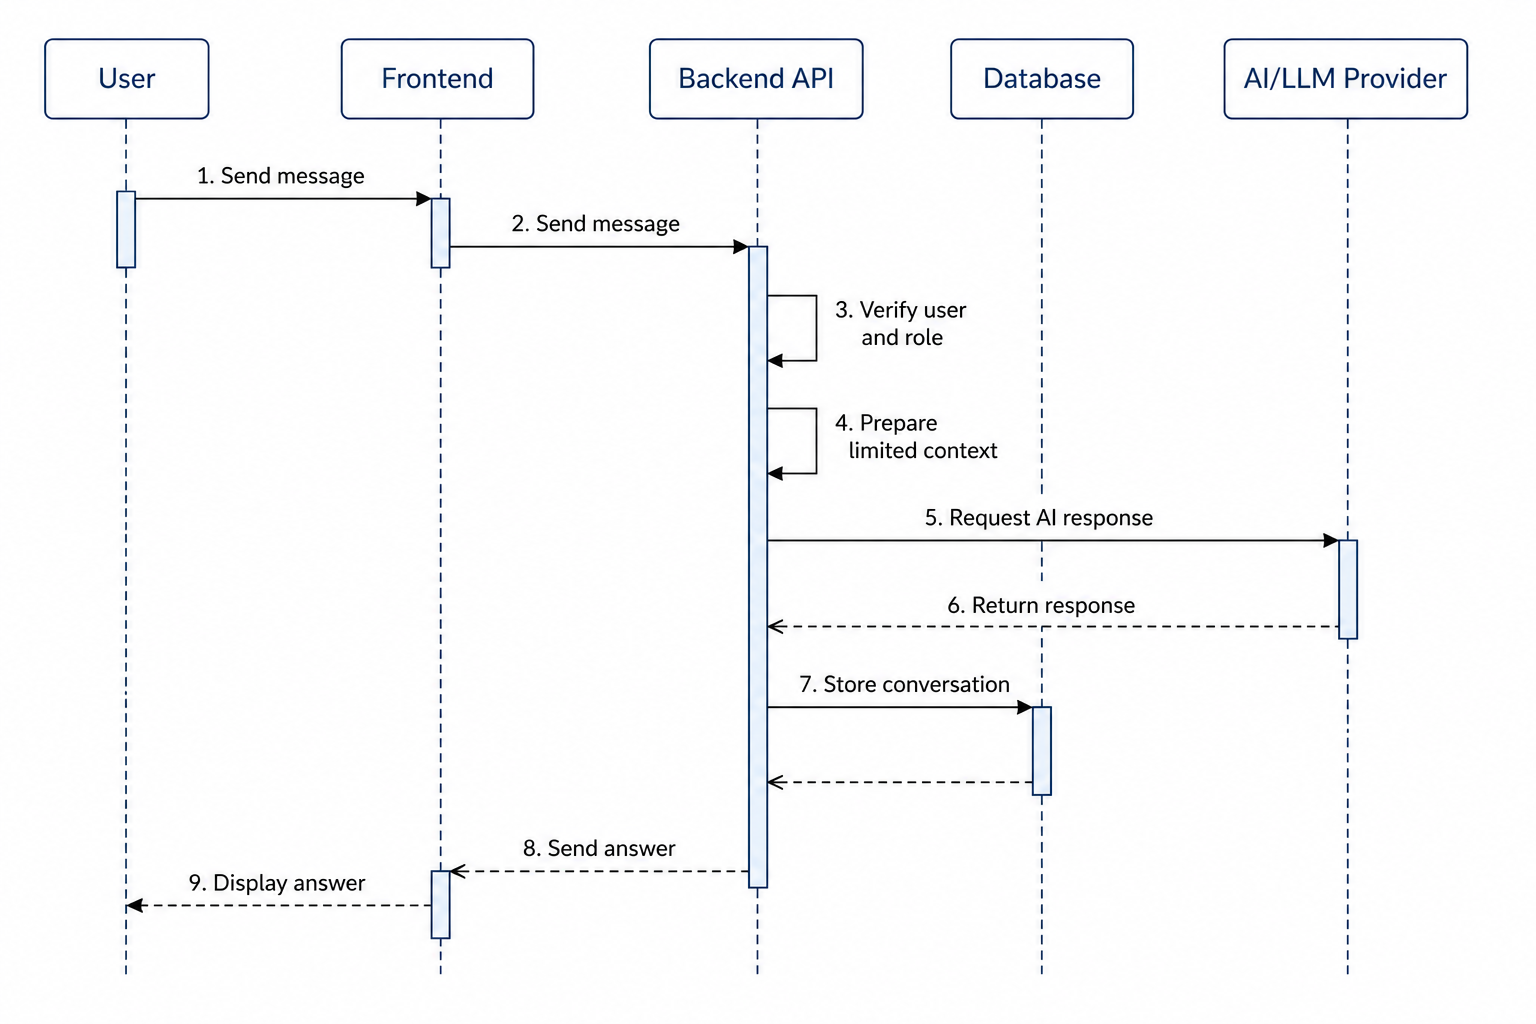 User
Frontend
Backend API
Database
AI/LLM Provider
1. Send message
2. Send message
3. Verify user
and role
4. Prepare
limited context
5. Request AI response
6. Return response
7. Store conversation
8. Send answer
9. Display answer